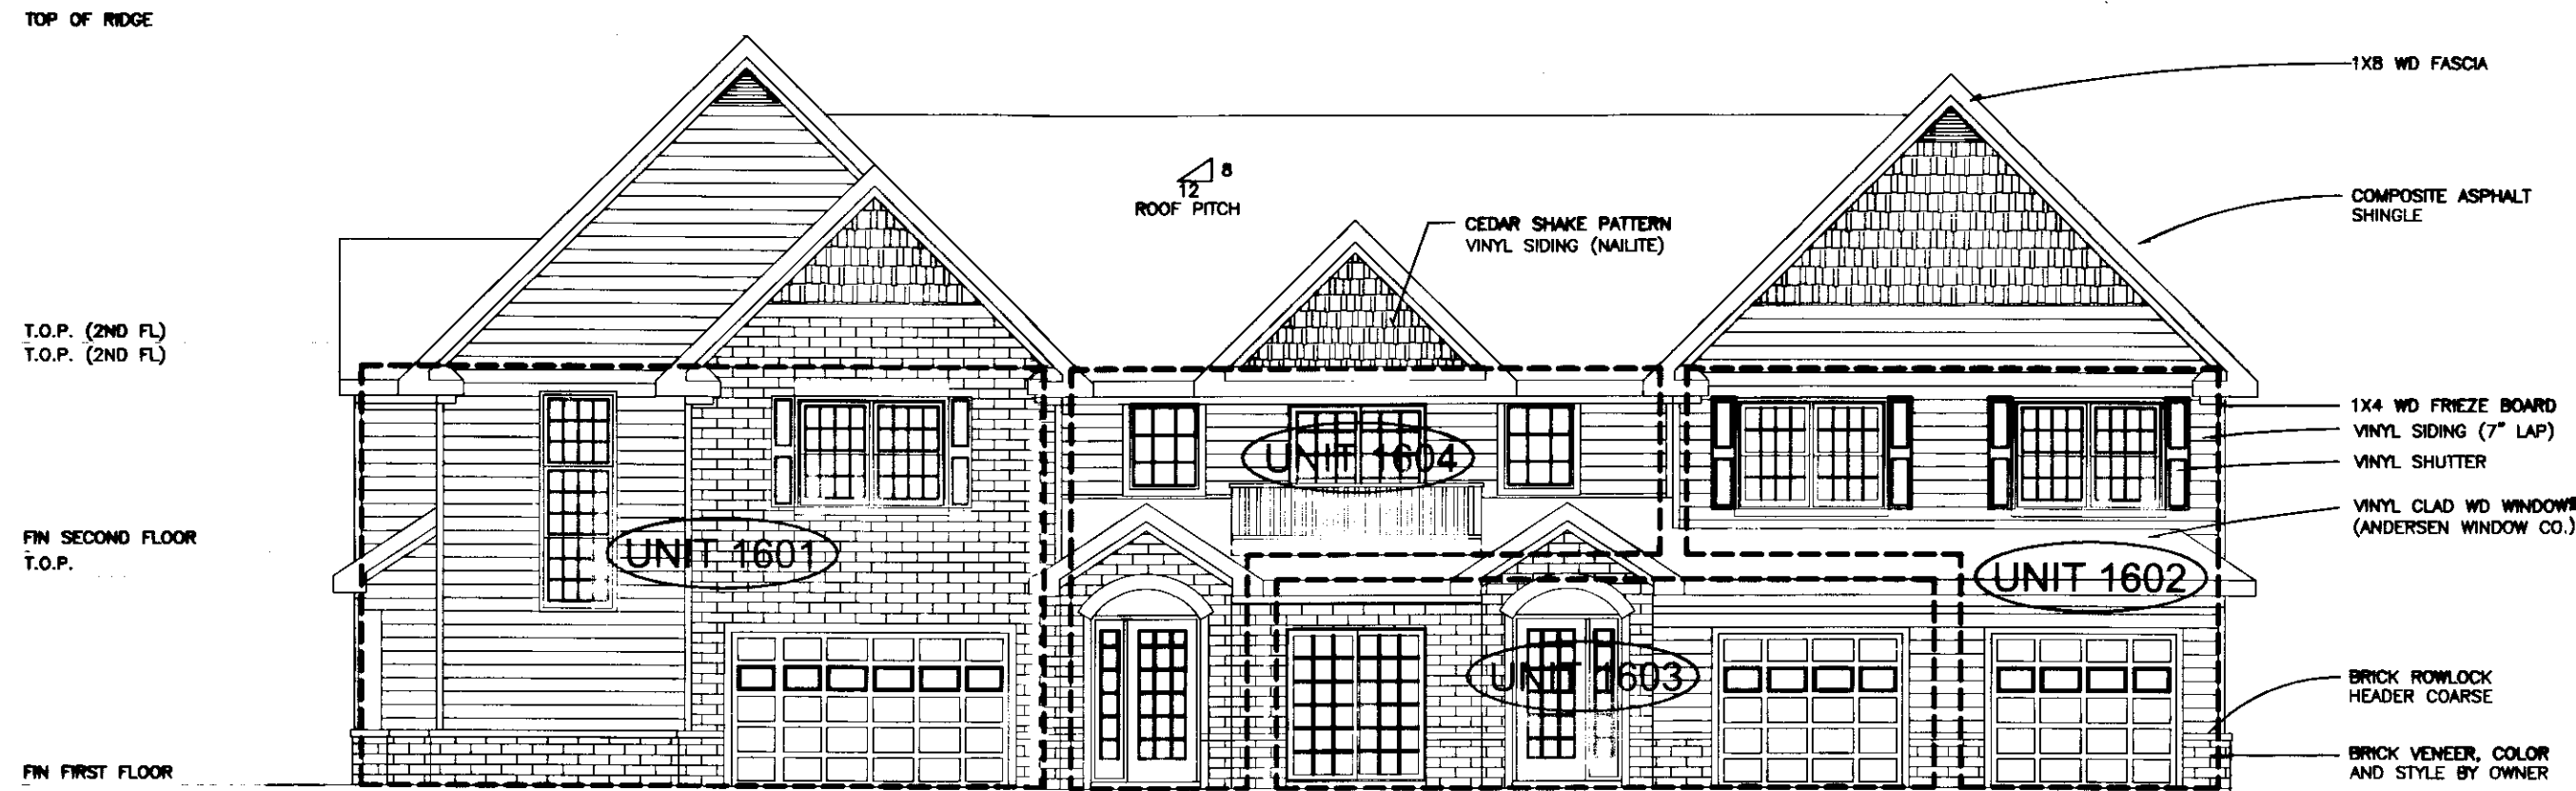 TOP OF RIDGE
1X8 WD FASCIA
8
12
ROOF PITCH
CEDAR SHAKE PATTERN
VINYL SIDING (NAILITE)
COMPOSITE ASPHALT
SHINGLE
T.O.P. (2ND FL)
T.O.P. (2ND FL)
1X4 WD FRIEZE BOARD
VINYL SIDING (7" LAP)
VINYL SHUTTER
VINYL CLAD WD WINDOWS
(ANDERSEN WINDOW CO.)
UNIT 1604
UNIT 1601
UNIT 1602
UNIT 1603
FIN SECOND FLOOR
T.O.P.
BRICK ROWLOCK
HEADER COARSE
BRICK VENEER, COLOR
AND STYLE BY OWNER
FIN FIRST FLOOR